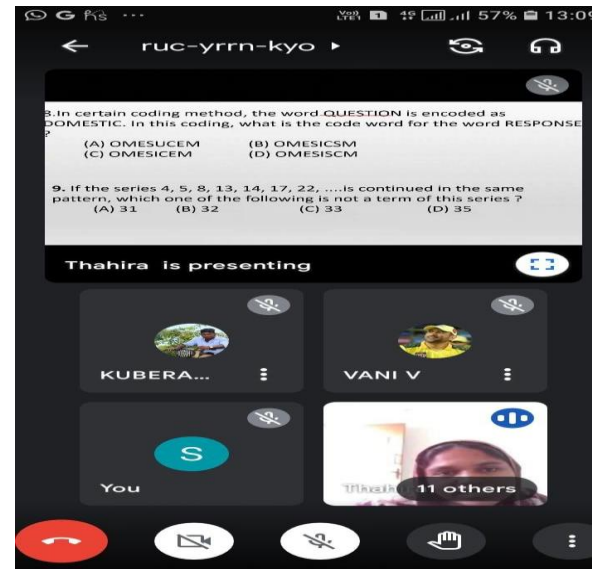 57% 13:09
ruc-yrrn-kyo
8.In certain coding method, the word QUESTION is encoded as
DOMESTIC. In this coding, what is the code word for the word RESPONSE
?
(A) OMESUCEM (B) OMESICSM
(C) OMESICEM (D) OMESISCM
9. If the series 4, 5, 8, 13, 14, 17, 22, ....is continued in the same
pattern, which one of the following is not a term of this series ?
(A) 31 (B) 32 (C) 33 (D) 35
Thahira is presenting
KUBERA... VANI V
S
You 11 others